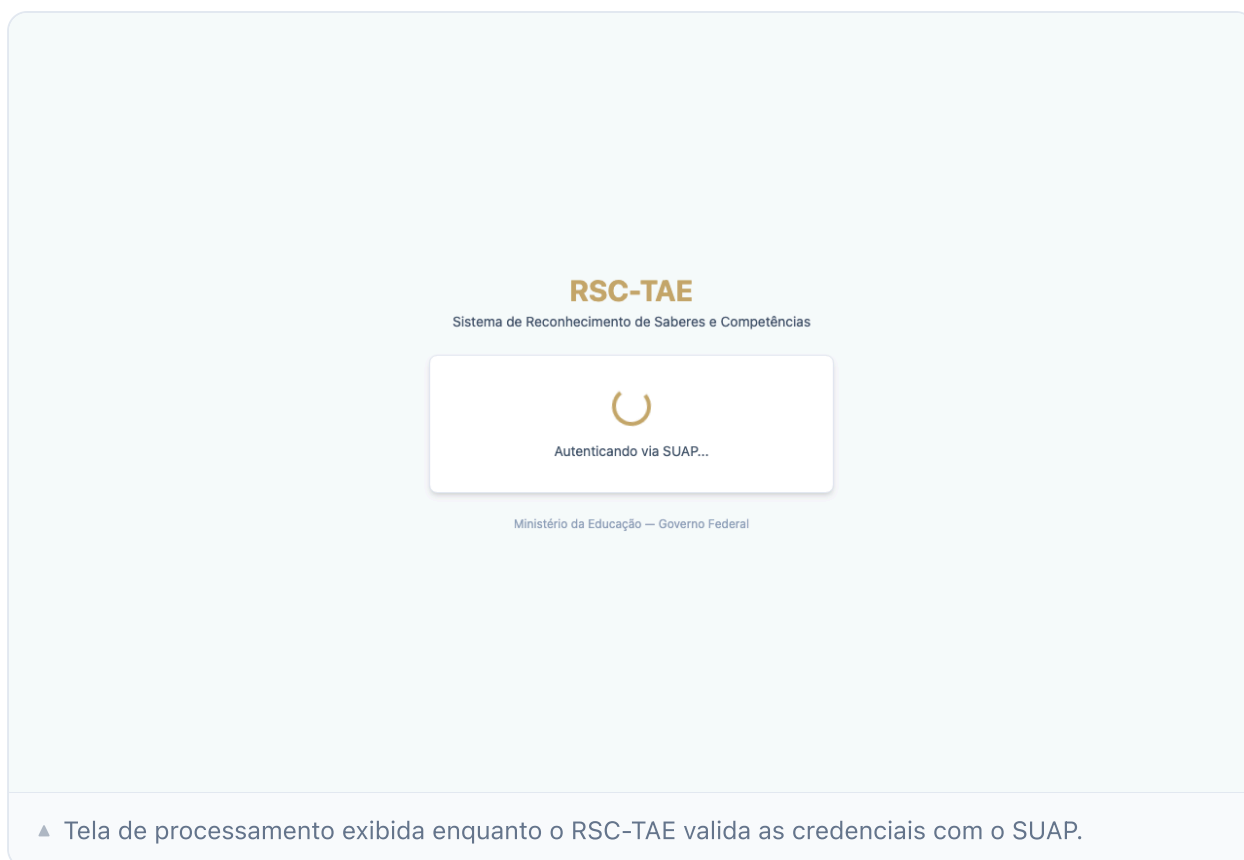 RSC-TAE
Sistema de Reconhecimento de Saberes e Competências
Autenticando via SUAP...
Ministério da Educação — Governo Federal
▲ Tela de processamento exibida enquanto o RSC-TAE valida as credenciais com o SUAP.